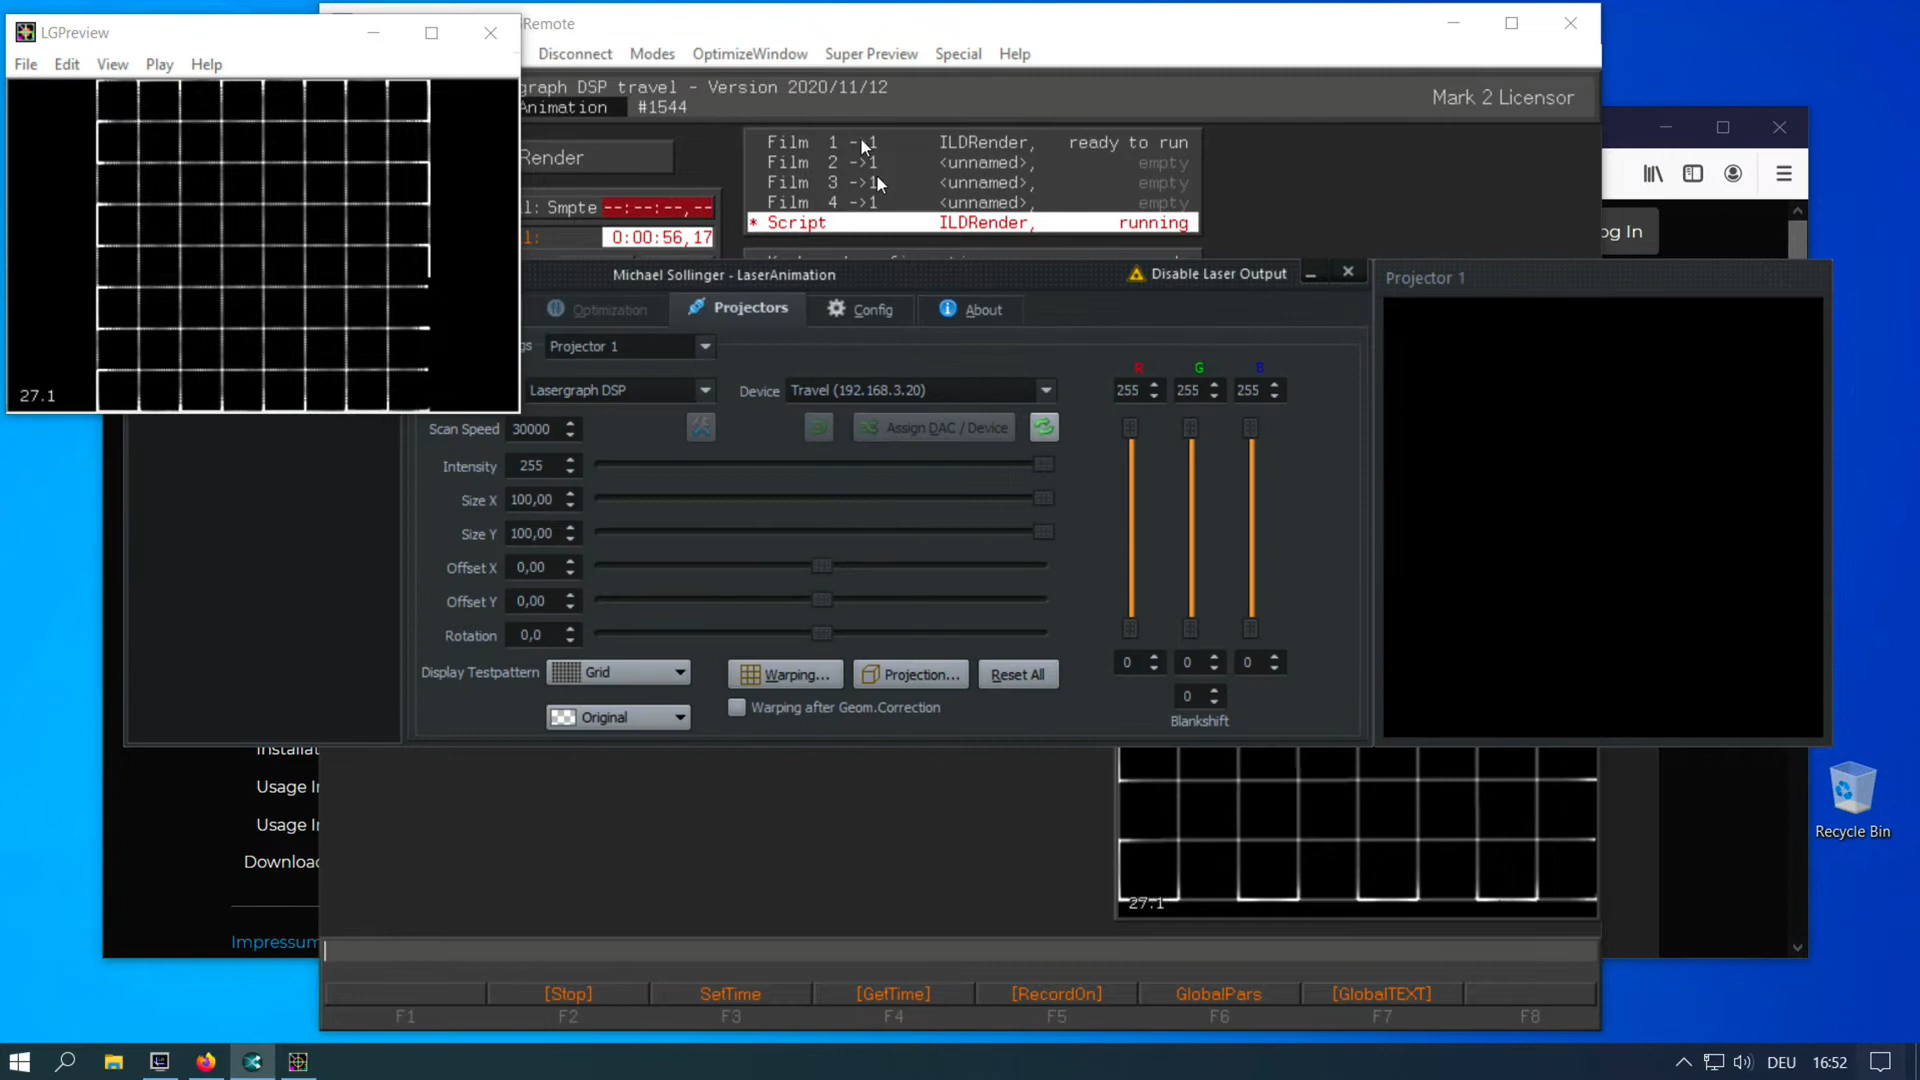 LGPreview
File Edit View Play Help
27.1
Remote
Disconnect Modes OptimizeWindow Super Preview Special Help
graph DSP travel - Version 2020/11/12
Animation #1544
Mark 2 Licensor
Render
Film 1 ->1 ILDRender, ready to run
Film 2 ->1 <unnamed>, empty
Film 3 ->1 <unnamed>, empty
Film 4 ->1 <unnamed>, empty
* Script ILDRender, running
l: Smpte --:--:--,--
l: 0:00:56,17
og In
Michael Sollinger - LaserAnimation
Disable Laser Output
Optimization Projectors Config About
gs Projector 1
Lasergraph DSP
Device Travel (192.168.3.20)
Scan Speed 30000
Assign DAC / Device
Intensity 255
Size X 100,00
Size Y 100,00
Offset X 0,00
Offset Y 0,00
Rotation 0,0
Display Testpattern Grid
Original
Warping... Projection... Reset All
Warping after Geom.Correction
R G B
255 255 255
0 0 0
0
Blankshift
Projector 1
Installat
Usage I
Usage I
Downloa
Impressum
27.1
[Stop] SetTime [GetTime] [RecordOn] GlobalPars [GlobalTEXT]
F1 F2 F3 F4 F5 F6 F7 F8
Recycle Bin
DEU 16:52